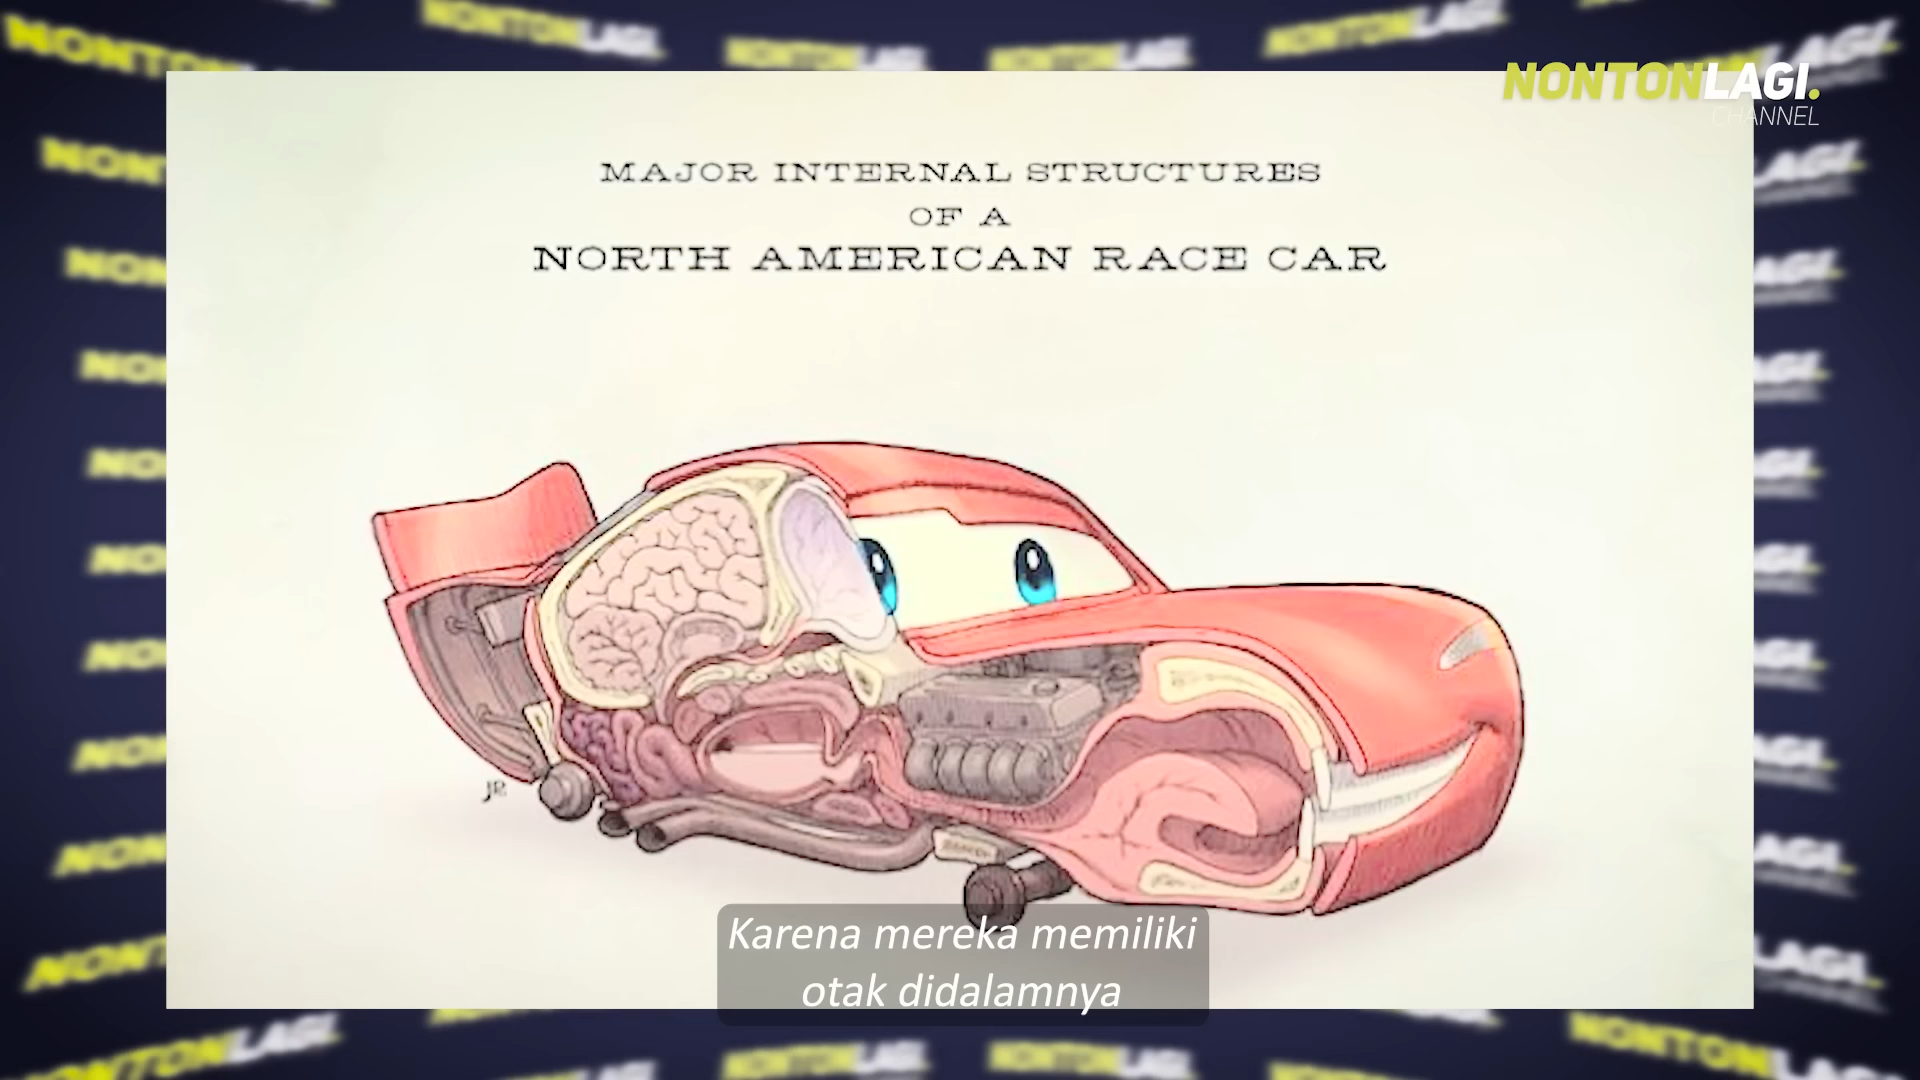 NONTONLAGI.
CHANNEL
MAJOR INTERNAL STRUCTURES
OF A
NORTH AMERICAN RACE CAR
JR
Karena mereka memiliki
otak didalamnya